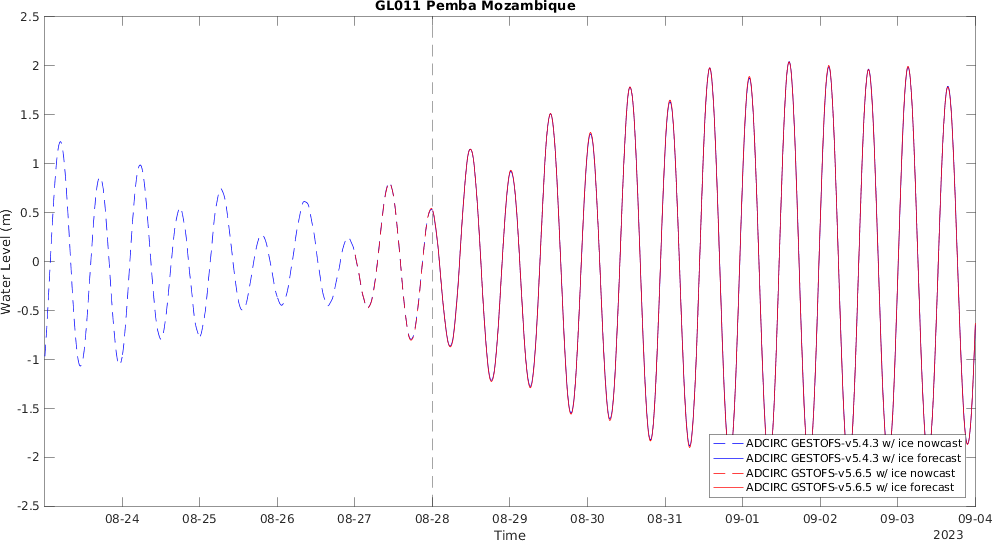 GL011 Pemba Mozambique
2.5
2
1.5
1
0.5
0
-0.5
-1
-1.5
-2
-2.5
Water Level (m)
ADCIRC GESTOFS-v5.4.3 w/ ice nowcast
ADCIRC GESTOFS-v5.4.3 w/ ice forecast
ADCIRC GSTOFS-v5.6.5 w/ ice nowcast
ADCIRC GSTOFS-v5.6.5 w/ ice forecast
08-24 08-25 08-26 08-27 08-28 08-29 08-30 08-31 09-01 09-02 09-03 09-04
Time
2023